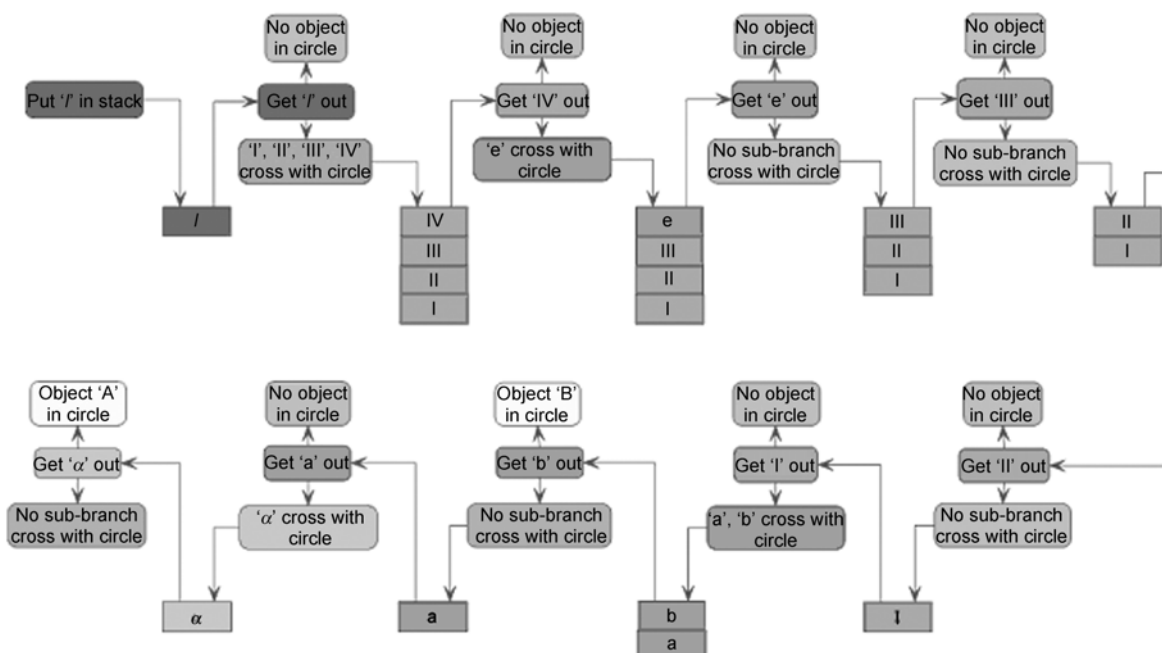 No object
in circle
No object
in circle
No object
in circle
No object
in circle
Put ‘l’ in stack
Get ‘l’ out
Get ‘IV’ out
Get ‘e’ out
Get ‘III’ out
‘I’, ‘II’, ‘III’, ‘IV’
cross with circle
‘e’ cross with
circle
No sub-branch
cross with circle
No sub-branch
cross with circle
l
IV
III
II
I
e
III
II
I
III
II
I
II
I
Object ‘A’
in circle
No object
in circle
Object ‘B’
in circle
No object
in circle
No object
in circle
Get ‘α’ out
Get ‘a’ out
Get ‘b’ out
Get ‘I’ out
Get ‘II’ out
No sub-branch
cross with circle
‘α’ cross with
circle
No sub-branch
cross with circle
‘a’, ‘b’ cross with
circle
No sub-branch
cross with circle
α
a
b
a
I